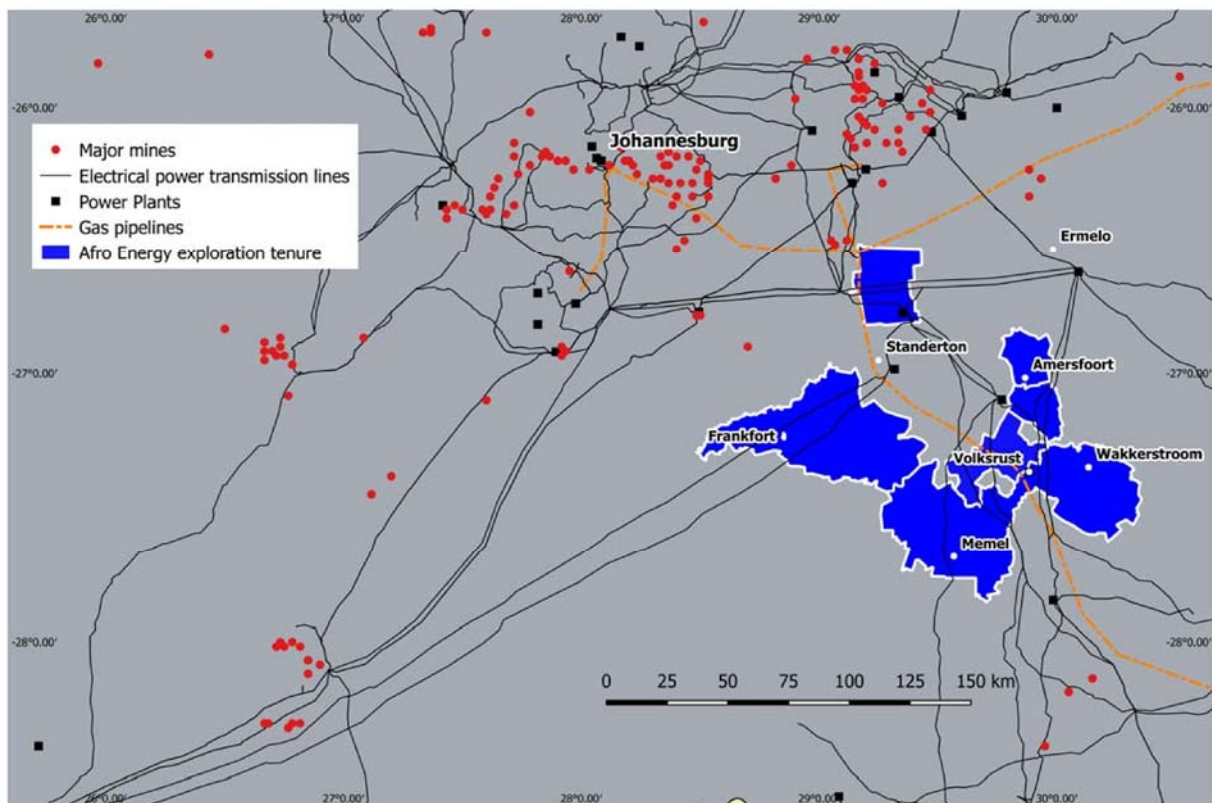 26°0.00'
27°0.00'
28°0.00'
29°0.00'
30°0.00'
-26°0.00'
-26°0.00'
Johannesburg
Major mines
Electrical power transmission lines
Power Plants
Gas pipelines
Afro Energy exploration tenure
Ermelo
Standerton
-27°0.00'
-27°0.00'
Amersfoort
Frankfort
Volksrust
Wakkerstroom
Memel
-28°0.00'
-28°0.00'
0 25 50 75 100 125 150 km
26°0.00'
27°0.00'
28°0.00'
29°0.00'
30°0.00'